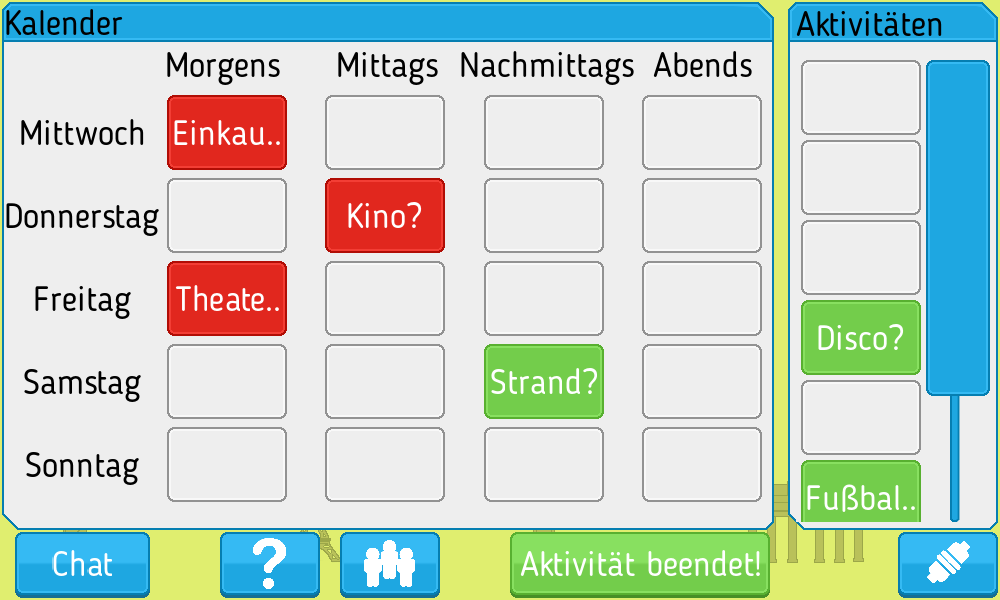 Kalender
Aktivitäten
Morgens Mittags Nachmittags Abends
Mittwoch Einkau..
Donnerstag Kino?
Freitag Theate..
Disco?
Samstag Strand?
Sonntag
Fußbal..
Chat ? Aktivität beendet!